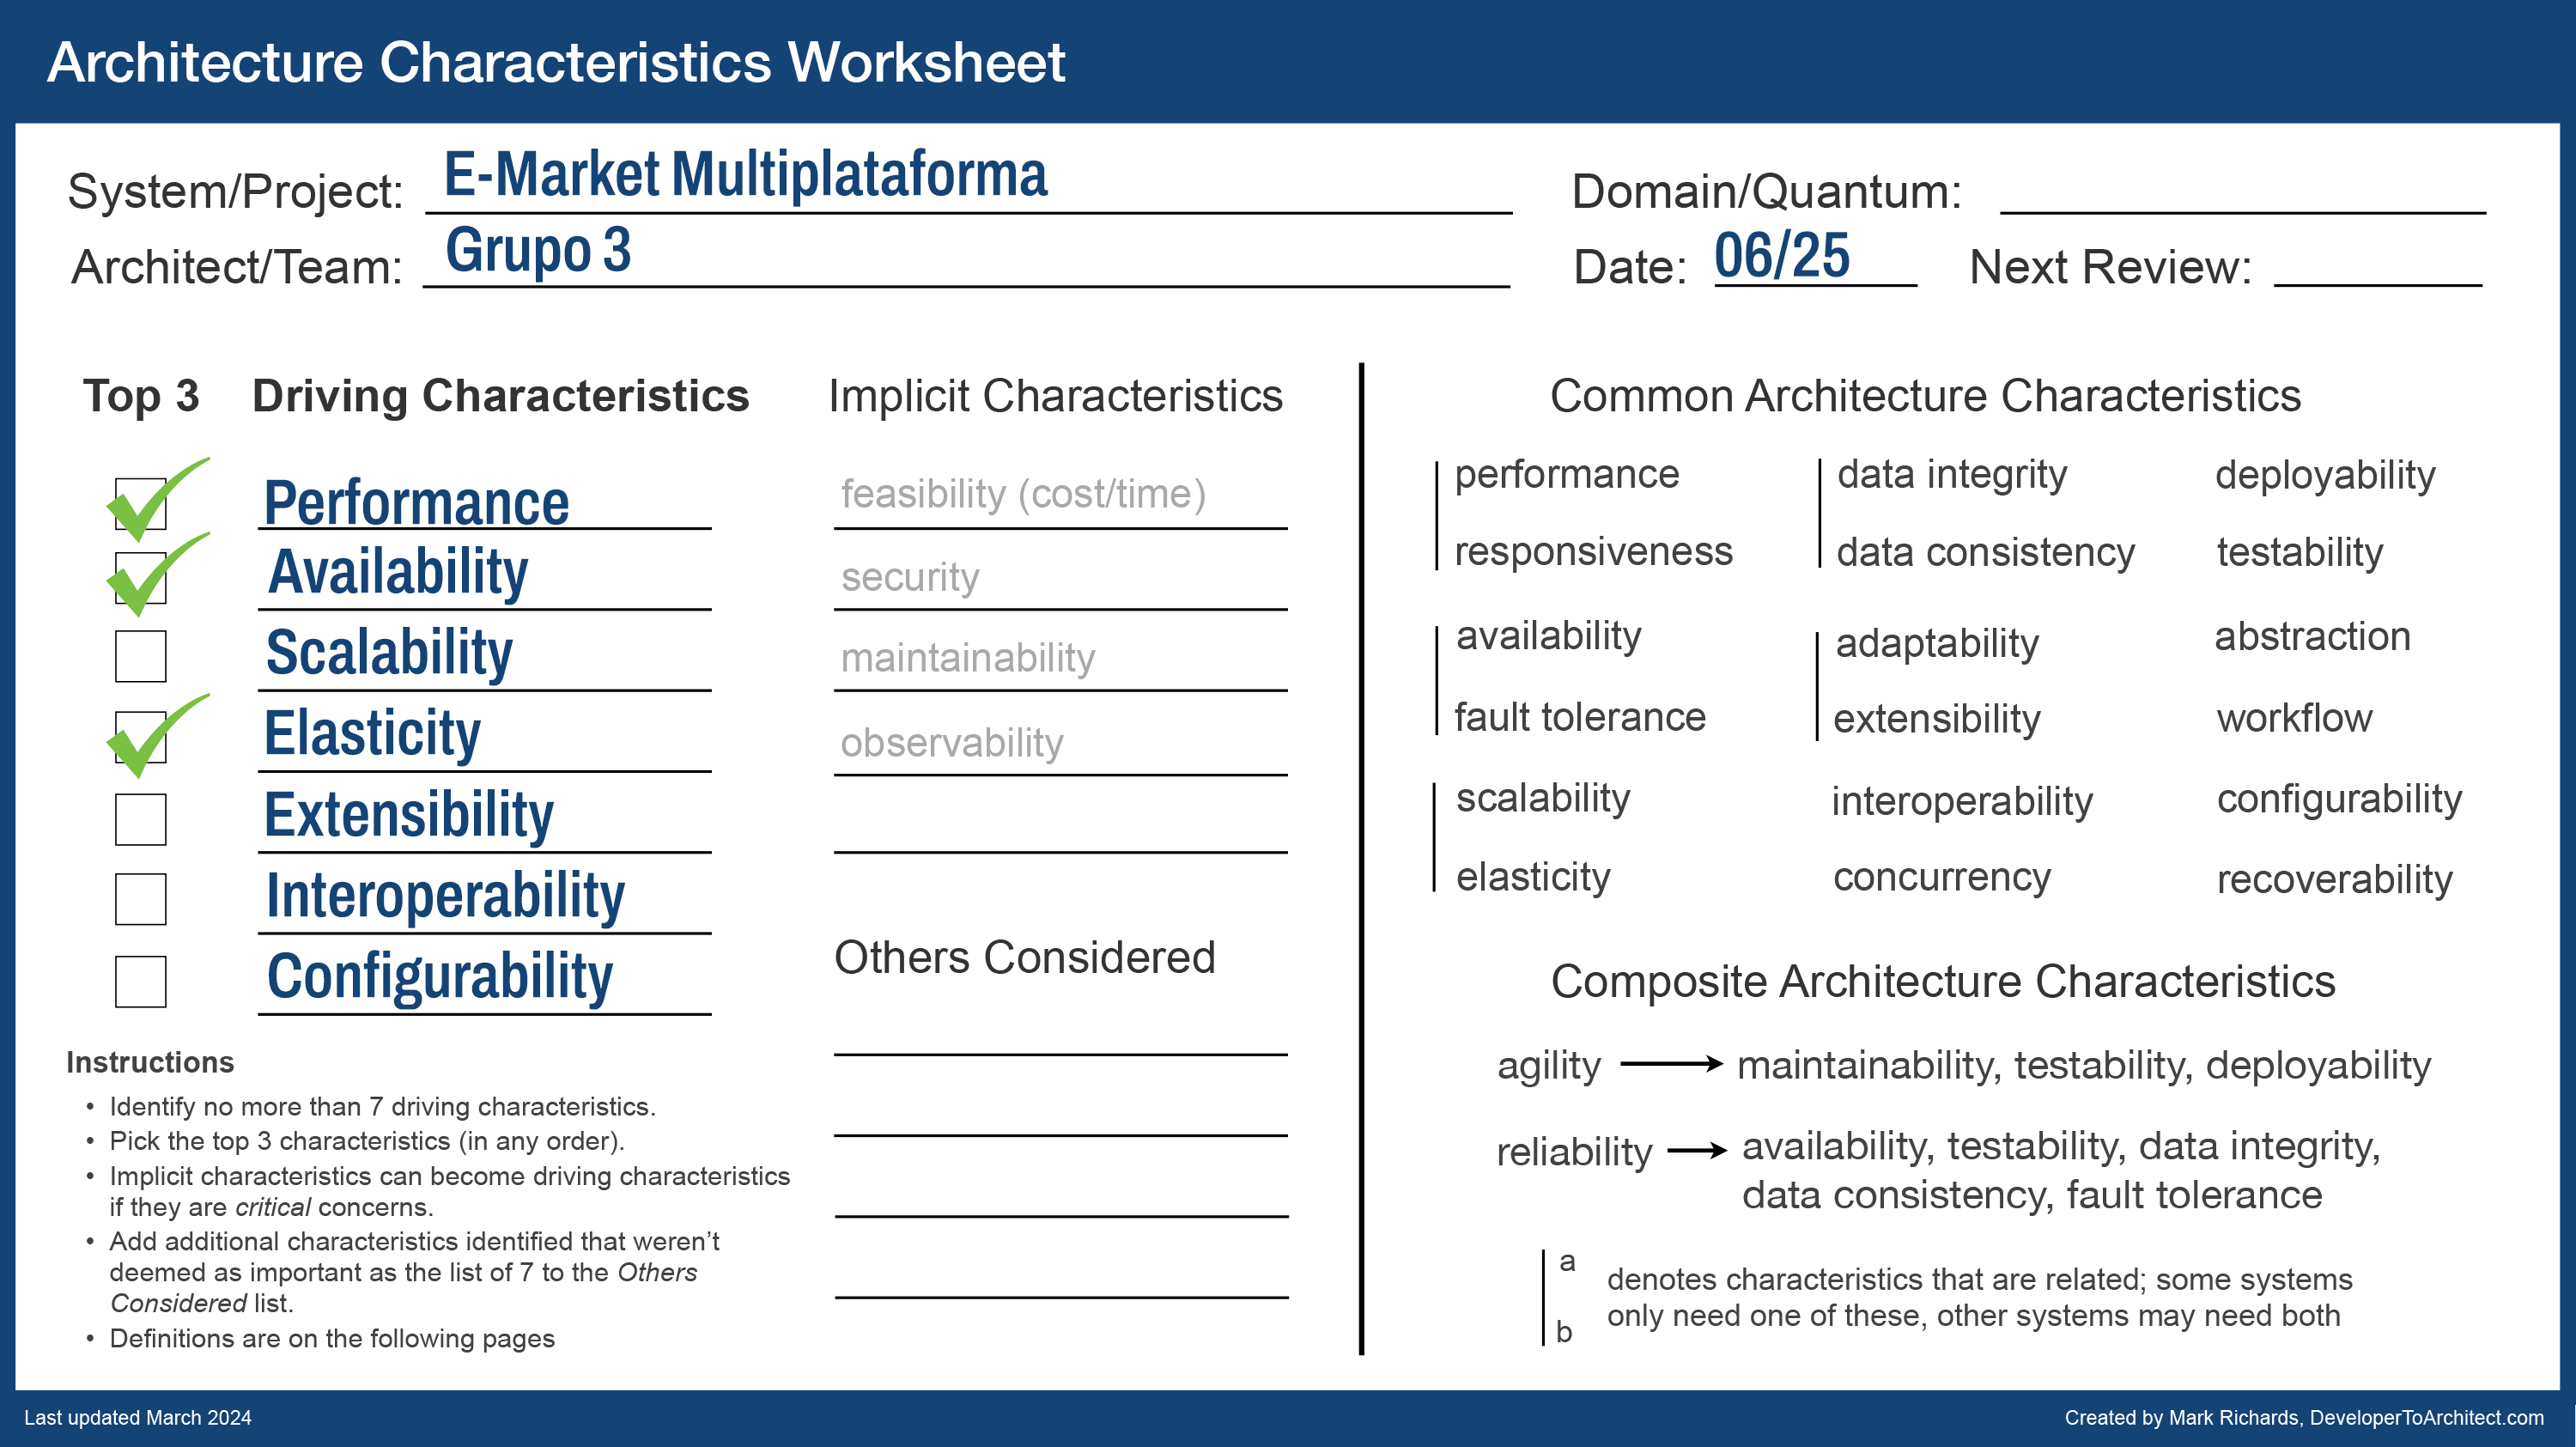 Architecture Characteristics Worksheet
System/Project: E-Market Multiplataforma
Domain/Quantum:
Architect/Team: Grupo 3
Date: 06/25 Next Review:
Top 3 Driving Characteristics
Performance
Availability
Scalability
Elasticity
Extensibility
Interoperability
Configurability
Implicit Characteristics
feasibility (cost/time)
security
maintainability
observability
Others Considered
Instructions
• Identify no more than 7 driving characteristics.
• Pick the top 3 characteristics (in any order).
• Implicit characteristics can become driving characteristics
if they are critical concerns.
• Add additional characteristics identified that weren’t
deemed as important as the list of 7 to the Others
Considered list.
• Definitions are on the following pages
Common Architecture Characteristics
performance
responsiveness
availability
fault tolerance
scalability
elasticity
data integrity
data consistency
adaptability
extensibility
interoperability
concurrency
deployability
testability
abstraction
workflow
configurability
recoverability
Composite Architecture Characteristics
agility → maintainability, testability, deployability
reliability → availability, testability, data integrity,
data consistency, fault tolerance
a
b
denotes characteristics that are related; some systems
only need one of these, other systems may need both
Last updated March 2024
Created by Mark Richards, DeveloperToArchitect.com